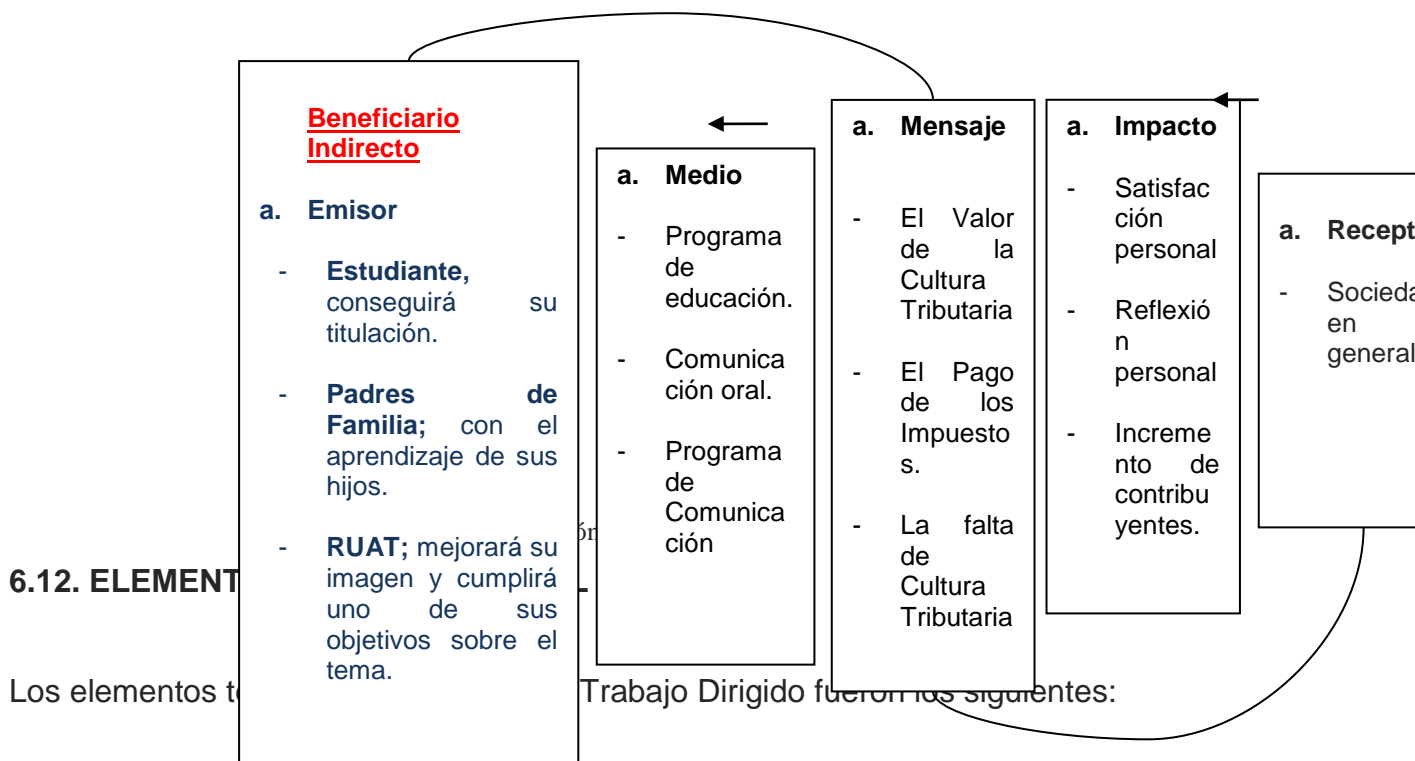 Beneficiario
Indirecto
a. Emisor
- Estudiante,
conseguirá su
titulación.
- Padres de
Familia; con el
aprendizaje de sus
hijos.
- RUAT; mejorará su
imagen y cumplirá
uno de sus
objetivos sobre el
tema.
a. Medio
- Programa
de
educación.
- Comunica
ción oral.
- Programa
de
Comunica
ción
a. Mensaje
- El Valor
de la
Cultura
Tributaria
- El Pago
de los
Impuesto
s.
- La falta
de
Cultura
Tributaria
a. Impacto
- Satisfac
ción
personal
- Reflexió
n
personal
- Increme
nto de
contribu
yentes.
a.
-
en
general
6.12.
Los elementos Trabajo Dirigido fueron los siguientes: